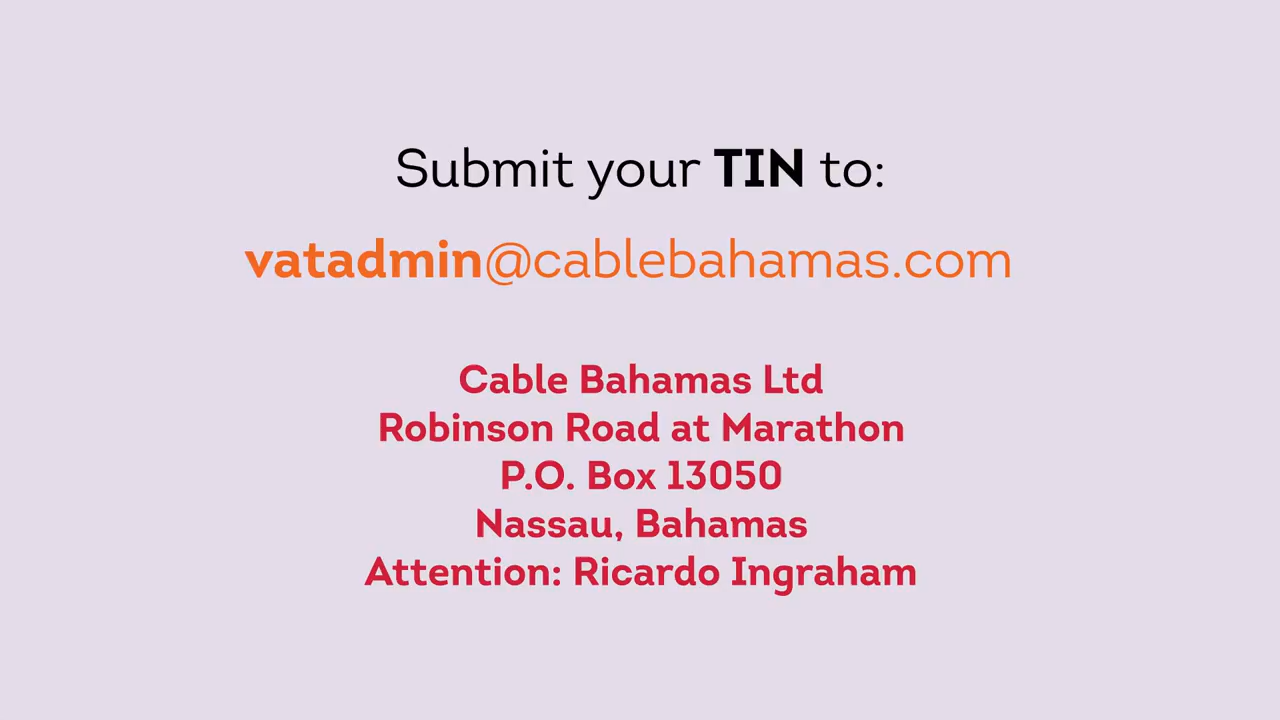 Submit your TIN to:
vatadmin@cablebahamas.com
Cable Bahamas Ltd
Robinson Road at Marathon
P.O. Box 13050
Nassau, Bahamas
Attention: Ricardo Ingraham